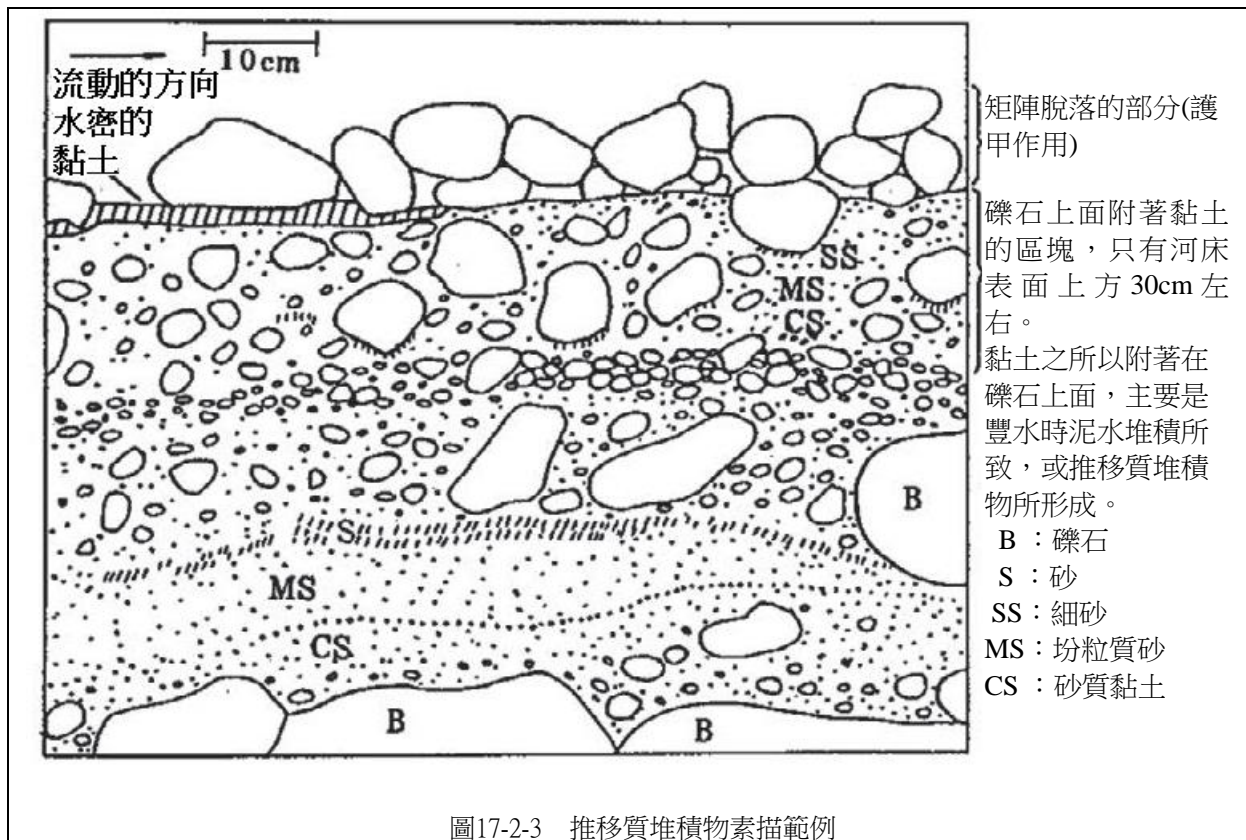 10cm
流動的方向
水密的
黏土
SS
MS
CS
B
S
MS
CS
B
B
矩陣脫落的部分(護
甲作用)
礫石上面附著黏土
的區塊，只有河床
表面上方30cm左
右。
黏土之所以附著在
礫石上面，主要是
豐水時泥水堆積所
致，或推移質堆積
物所形成。
B：礫石
S：砂
SS：細砂
MS：坋粒質砂
CS：砂質黏土
圖17-2-3 推移質堆積物素描範例